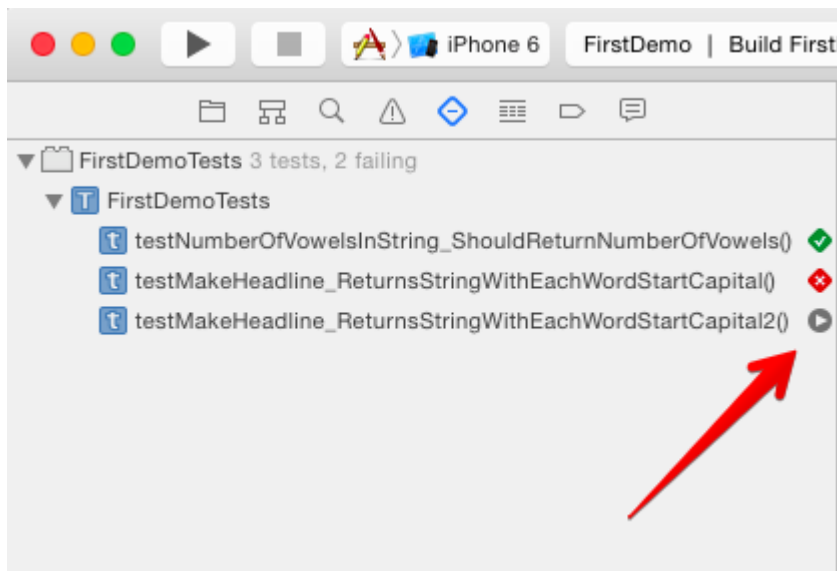 iPhone 6 FirstDemo | Build First
FirstDemoTests 3 tests, 2 failing
T FirstDemoTests
t testNumberOfVowelsInString_ShouldReturnNumberOfVowels()
t testMakeHeadline_ReturnsStringWithEachWordStartCapital()
t testMakeHeadline_ReturnsStringWithEachWordStartCapital2()